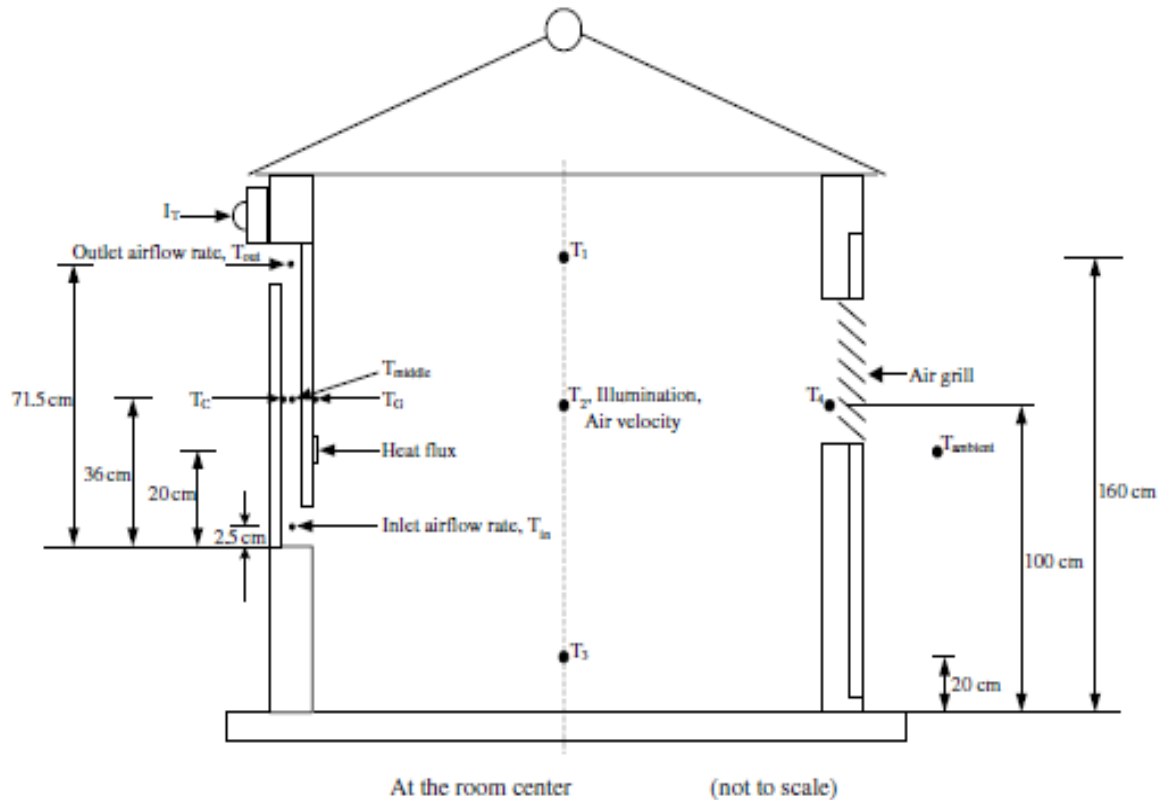 I_T
Outlet airflow rate, T_out
T_1
T_middle
Air grill
71.5 cm
T_C
T_G
T_2, Illumination,
Air velocity
T_4
Heat flux
T_ambient
36 cm
20 cm
160 cm
2.5 cm
Inlet airflow rate, T_in
100 cm
T_3
20 cm
At the room center
(not to scale)